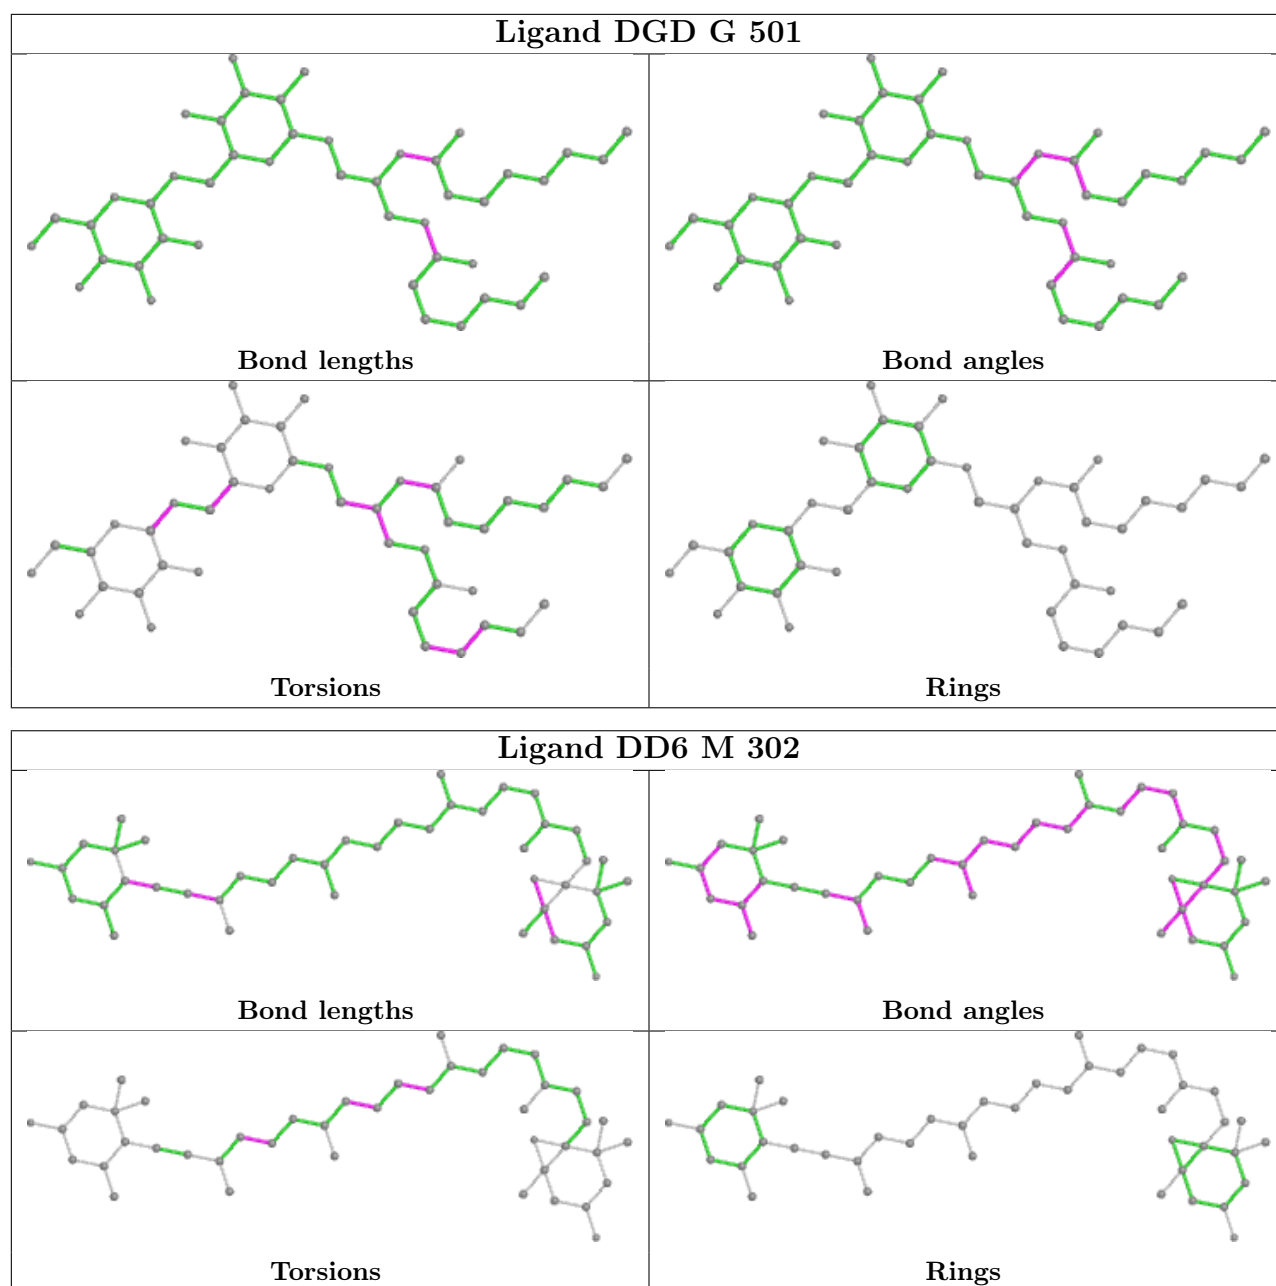 Ligand DGD G 501
Bond lengths
Bond angles
Torsions
Rings
Ligand DD6 M 302
Bond lengths
Bond angles
Torsions
Rings